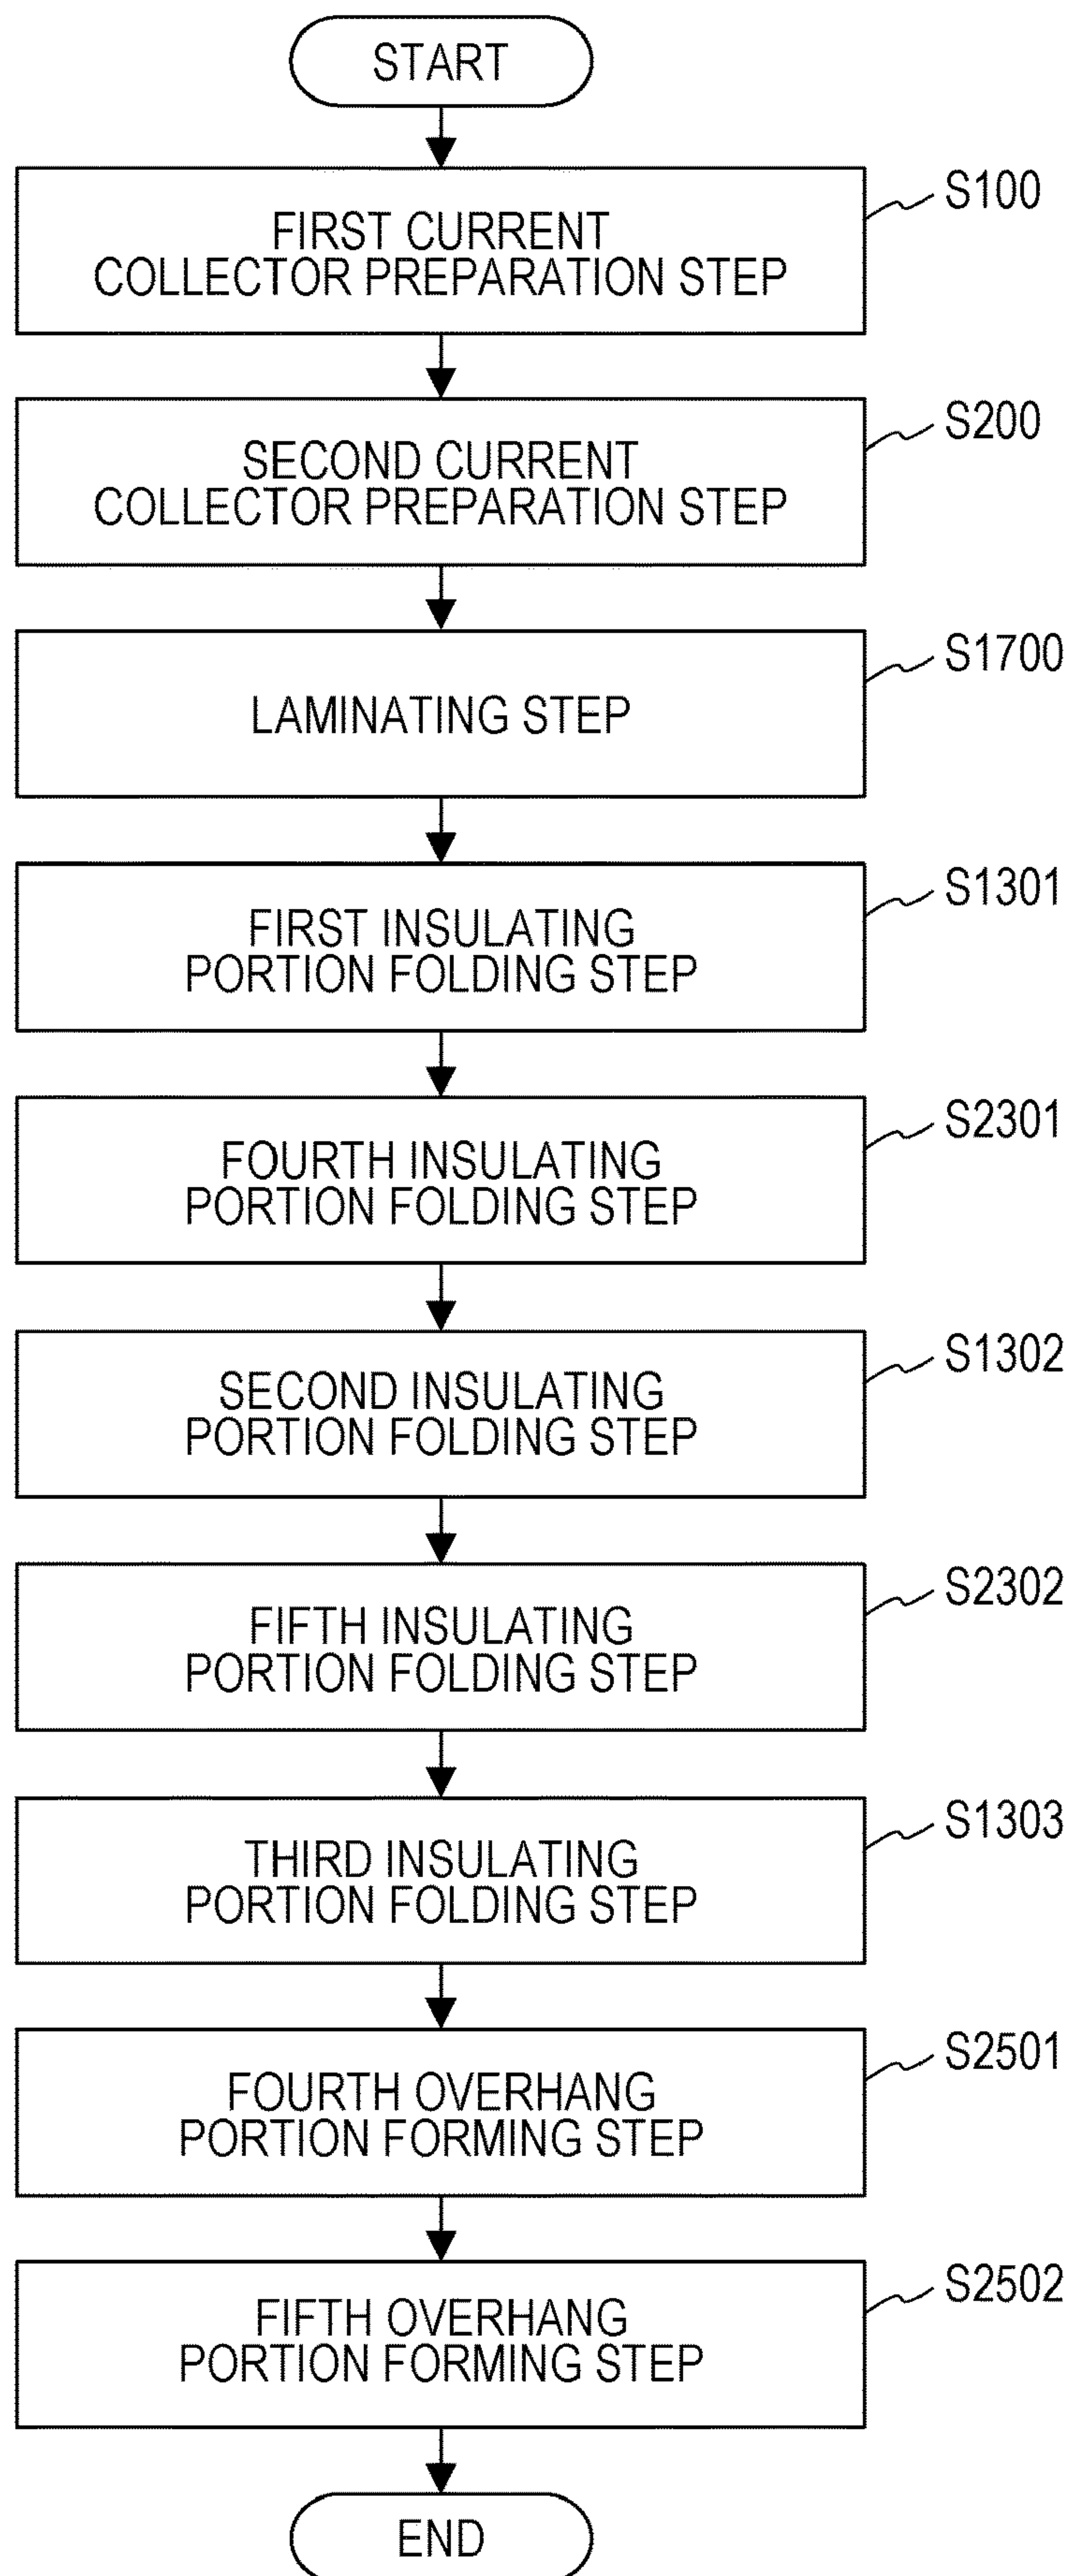 START
FIRST CURRENT
COLLECTOR PREPARATION STEP
S100
SECOND CURRENT
COLLECTOR PREPARATION STEP
S200
LAMINATING STEP
S1700
FIRST INSULATING
PORTION FOLDING STEP
S1301
FOURTH INSULATING
PORTION FOLDING STEP
S2301
SECOND INSULATING
PORTION FOLDING STEP
S1302
FIFTH INSULATING
PORTION FOLDING STEP
S2302
THIRD INSULATING
PORTION FOLDING STEP
S1303
FOURTH OVERHANG
PORTION FORMING STEP
S2501
FIFTH OVERHANG
PORTION FORMING STEP
S2502
END